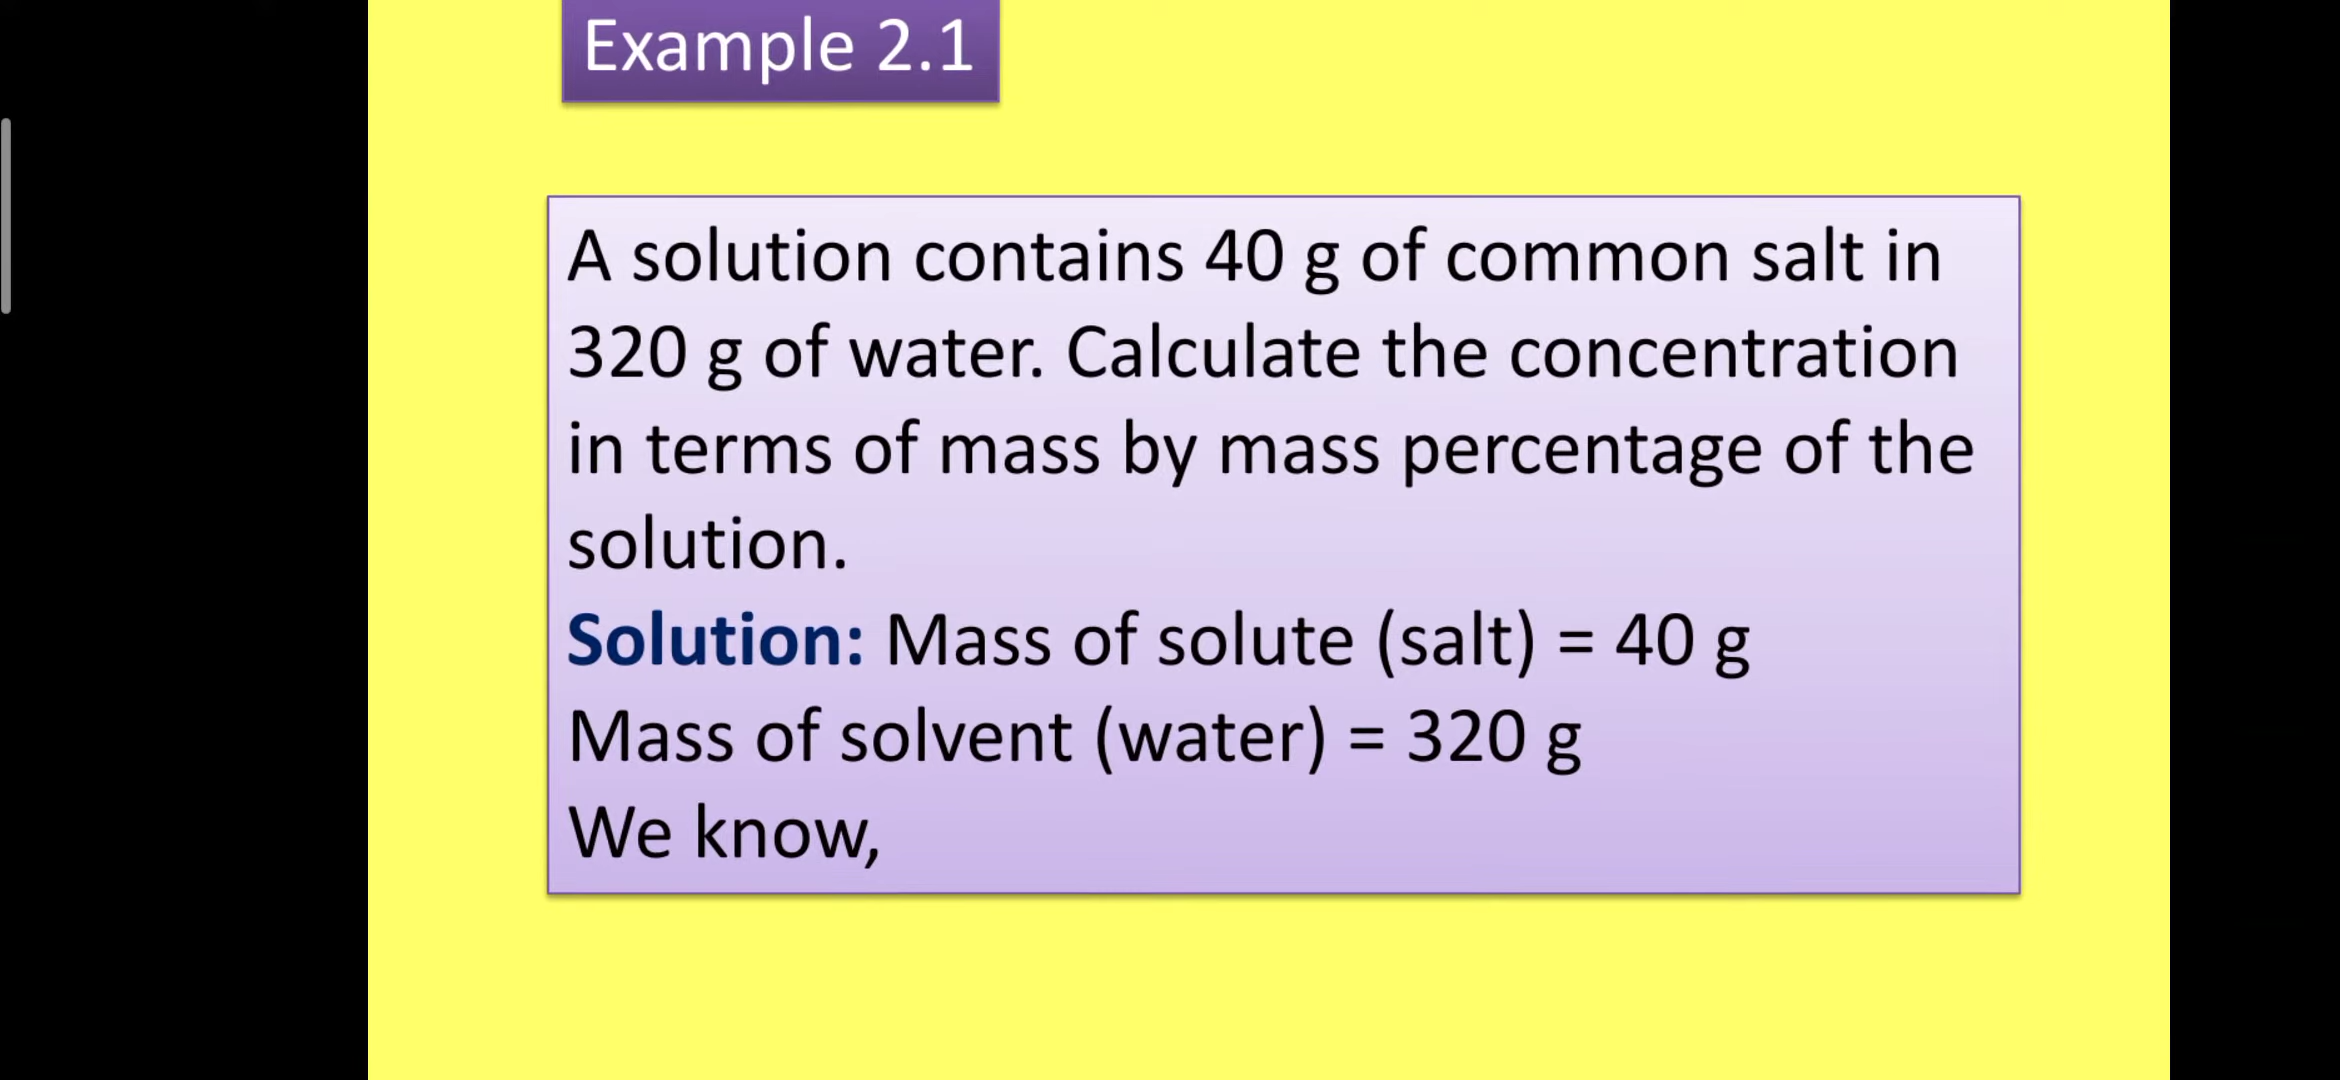 Example 2.1
A solution contains 40 g of common salt in
320 g of water. Calculate the concentration
in terms of mass by mass percentage of the
solution.
Solution: Mass of solute (salt) = 40 g
Mass of solvent (water) = 320 g
We know,